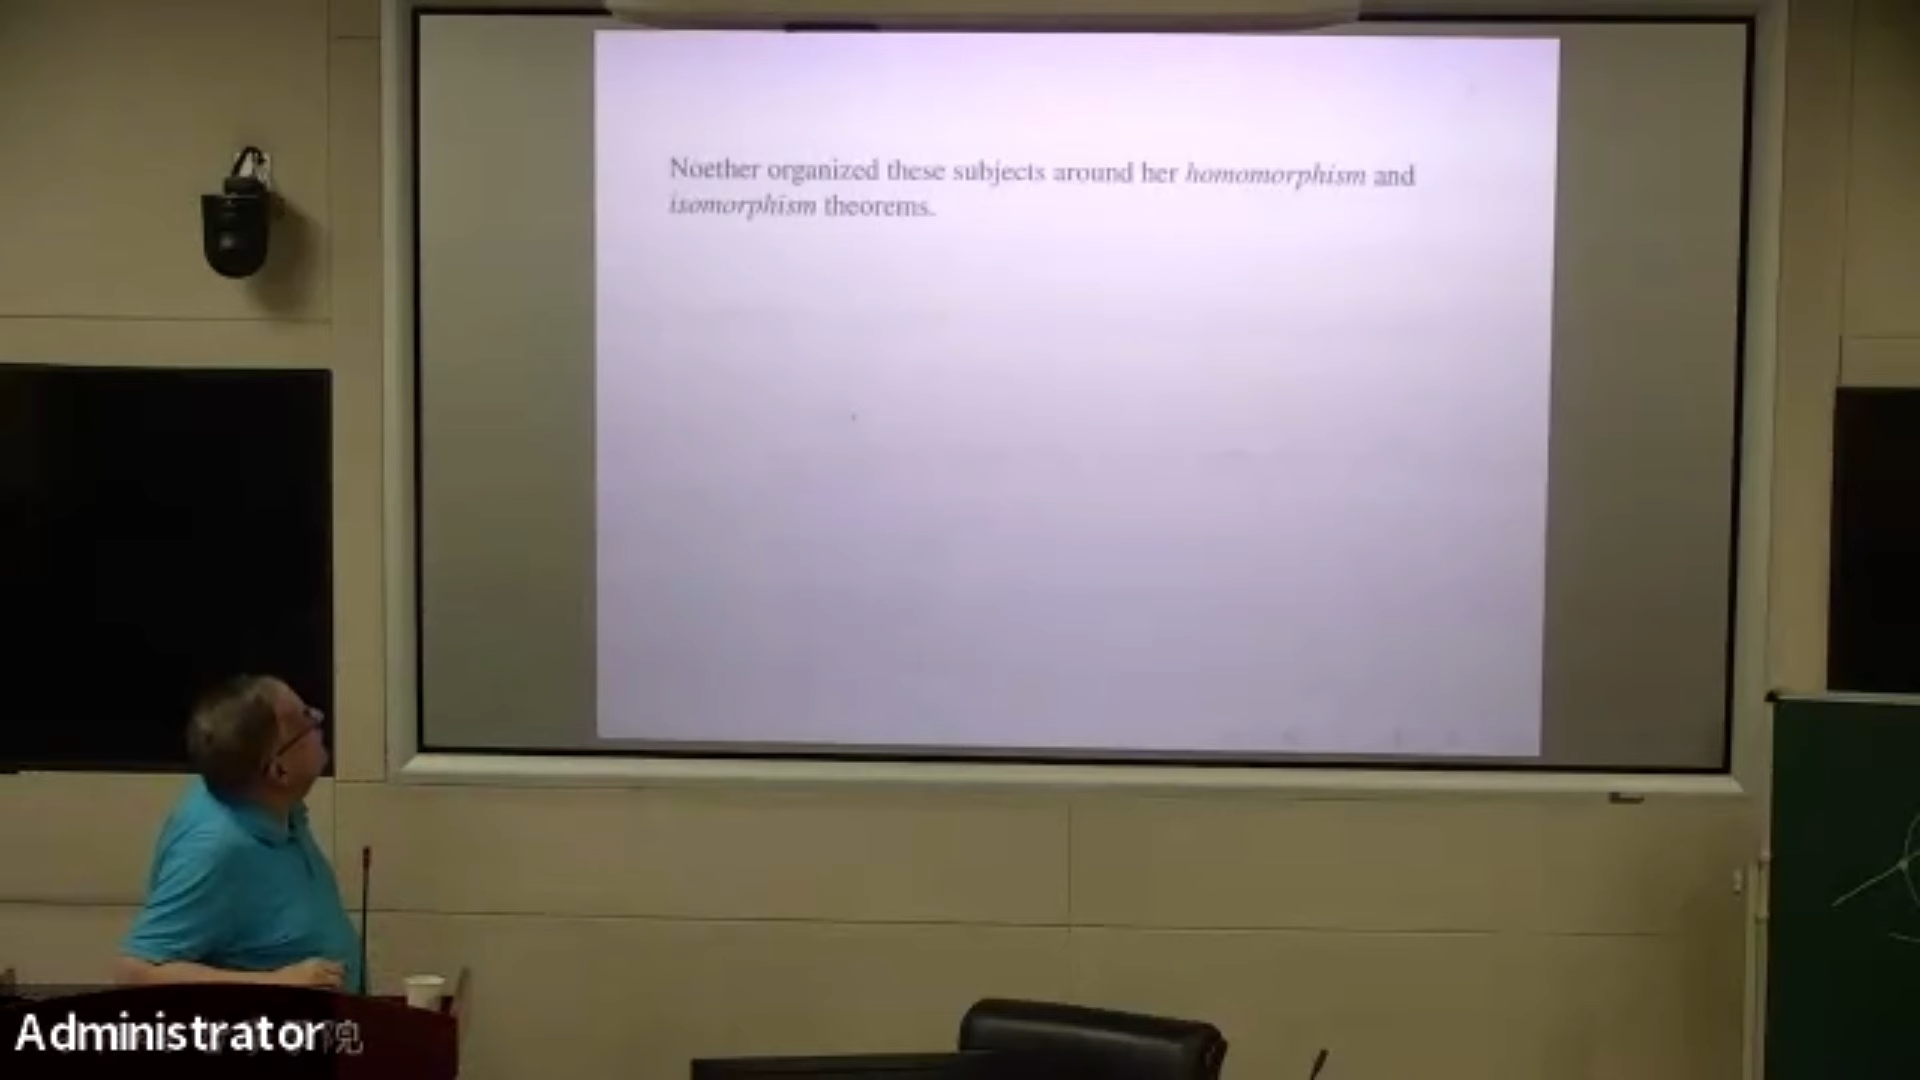 Noether organized these subjects around her homomorphism and
isomorphism theorems.
Administrator